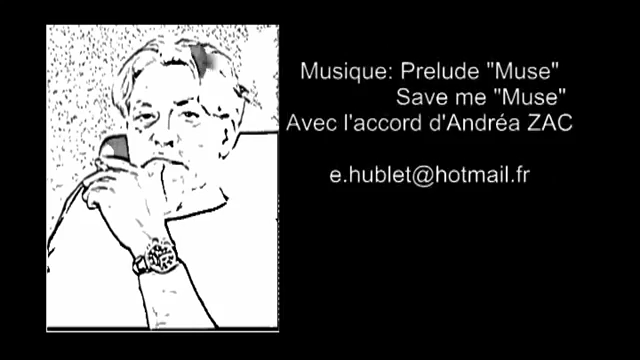 Musique: Prelude "Muse"
Save me "Muse"
Avec l'accord d'Andréa ZAC
e.hublet@hotmail.fr